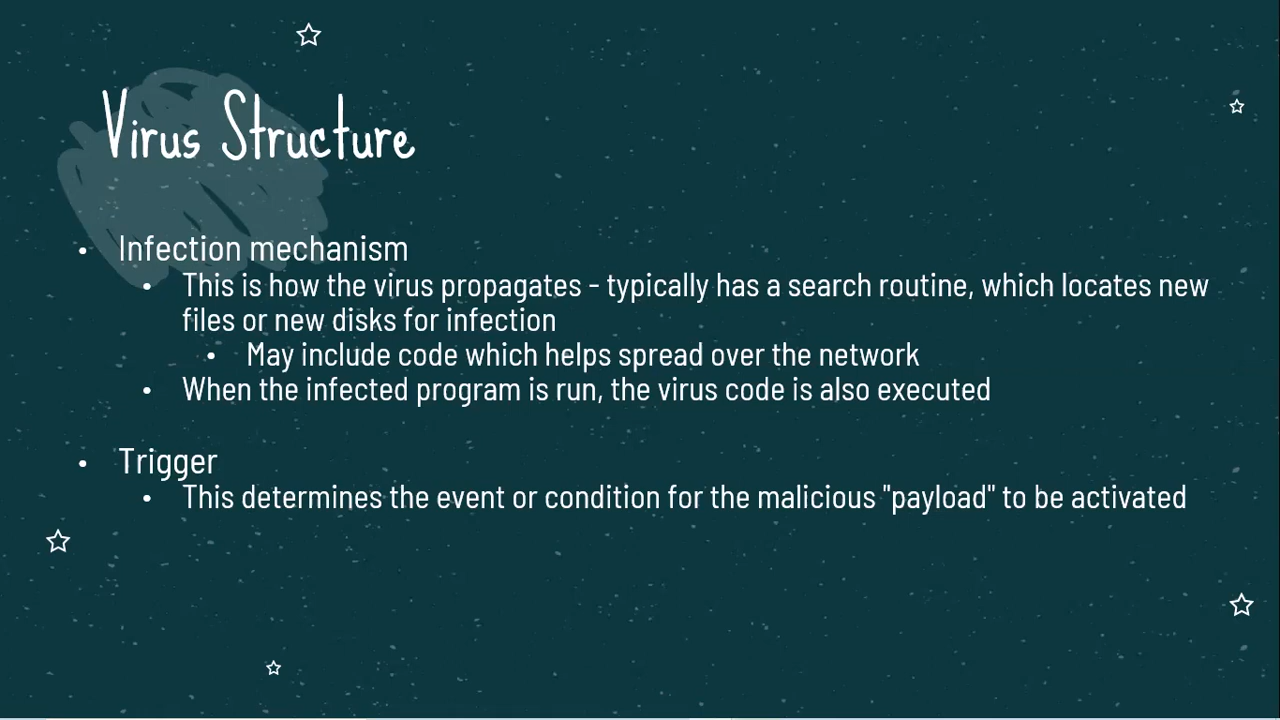 Virus Structure
• Infection mechanism
• This is how the virus propagates - typically has a search routine, which locates new
files or new disks for infection
• May include code which helps spread over the network
• When the infected program is run, the virus code is also executed
• Trigger
• This determines the event or condition for the malicious "payload" to be activated